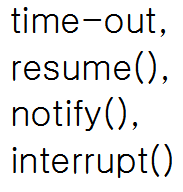 time-out,
resume(),
notify(),
interrupt()